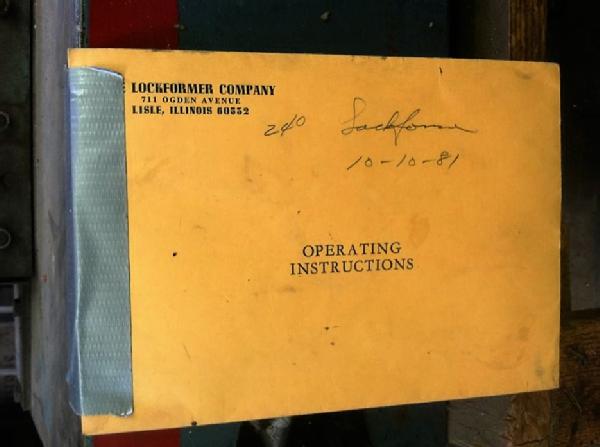 LOCKFORMER COMPANY
711 OGDEN AVENUE
LISLE, ILLINOIS 60532
240 Lockformer
10-10-81
OPERATING
INSTRUCTIONS